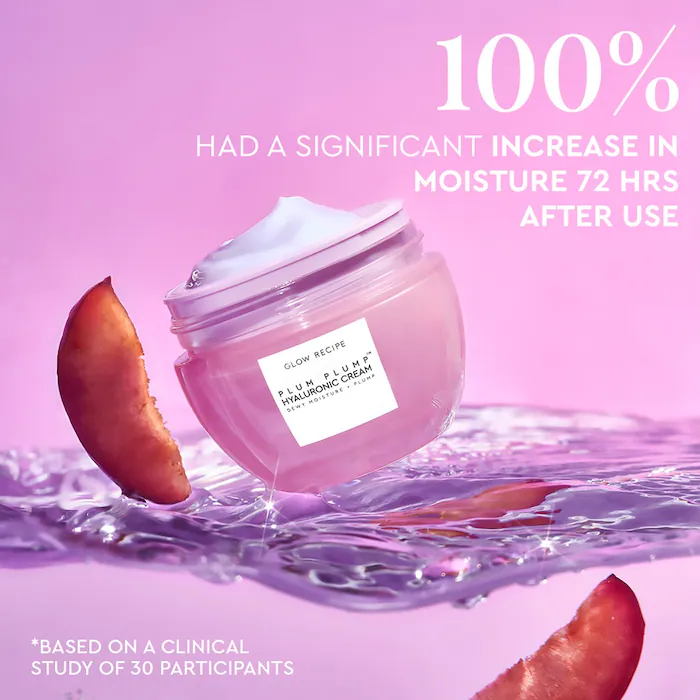 100%
HAD A SIGNIFICANT INCREASE IN
MOISTURE 72 HRS
AFTER USE
GLOW RECIPE
PLUM PLUMP™
HYALURONIC CREAM
DEWY MOISTURE + PLUMP
*BASED ON A CLINICAL
STUDY OF 30 PARTICIPANTS